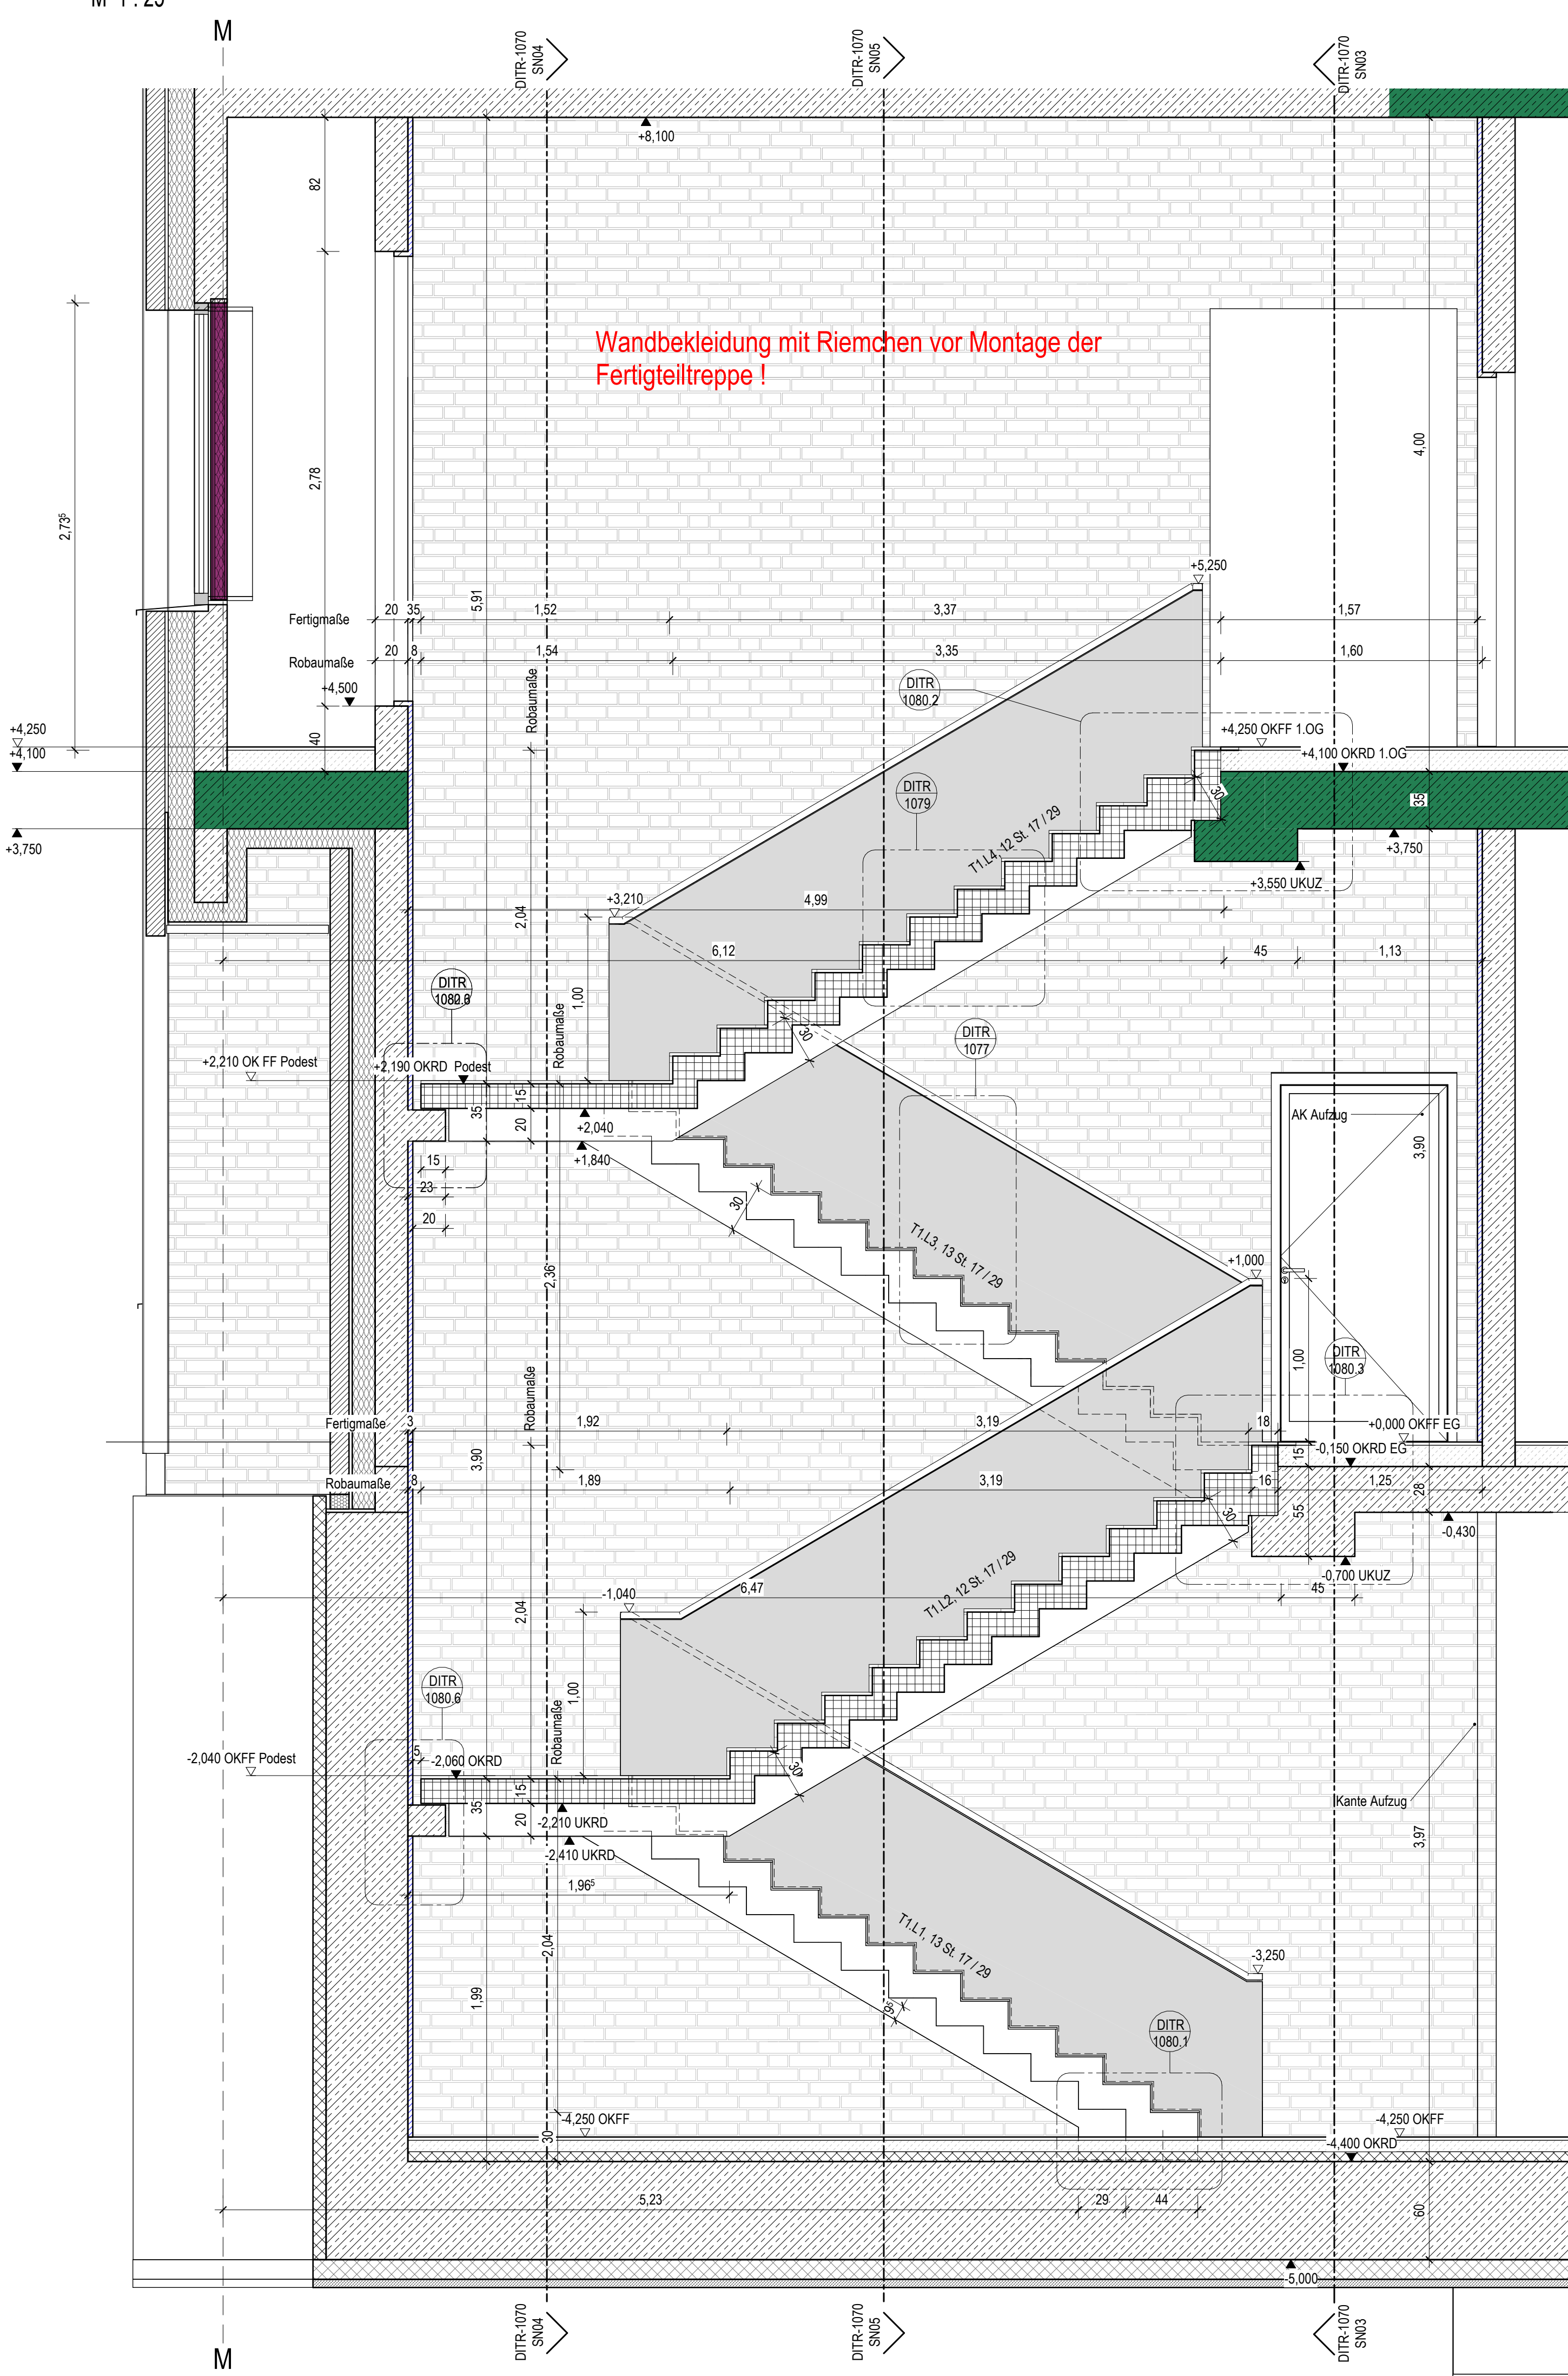 M 1 : 25
M
DITR-1070
SN04
DITR-1070
SN05
DITR-1070
SN03
+8,100
82
Wandbekleidung mit Riemchen vor Montage der
Fertigteiltreppe !
4,00
2,78
2,73⁵
+5,250
5,91
Fertigmaße
20
35
1,52
3,37
1,57
Robaumaße
20
8
1,54
3,35
1,60
DITR
1080.2
+4,500
Robaumaße
+4,250
+4,100
40
+4,250 OKFF 1.OG
+4,100 OKRD 1.OG
DITR
1079
30
35
+3,750
T1.L4, 12 St. 17 / 29
+3,750
+3,550 UKUZ
+3,210
4,99
2,04
6,12
45
1,13
DITR
1,00
Robaumaße
30
DITR
1077
+2,210 OK FF Podest
+2,190 OKRD Podest
35
15
20
+2,040
+1,840
AK Aufzug
3,90
15
23
20
30
T1.L3, 13 St. 17 / 29
2,36
+1,000
1,00
DITR
1080.3
Robaumaße
Fertigmaße
3
1,92
3,19
18
+0,000 OKFF EG
-0,150 OKRD EG
15
3,90
Robaumaße
8
1,89
3,19
16
1,25
28
30
55
-0,430
T1.L2, 12 St. 17 / 29
-0,700 UKUZ
-1,040
6,47
45
2,04
1,00
DITR
1080.6
Robaumaße
-2,040 OKFF Podest
5
-2,060 OKRD
30
35
15
20
-2,210 UKRD
-2,410 UKRD
Kante Aufzug
3,97
1,96⁵
T1.L1, 13 St. 17 / 29
2,04
-3,250
1,99
DITR
1080.1
-4,250 OKFF
-4,250 OKFF
30
-4,400 OKRD
5,23
29
44
60
-5,000
DITR-1070
SN04
DITR-1070
SN05
DITR-1070
SN03
M